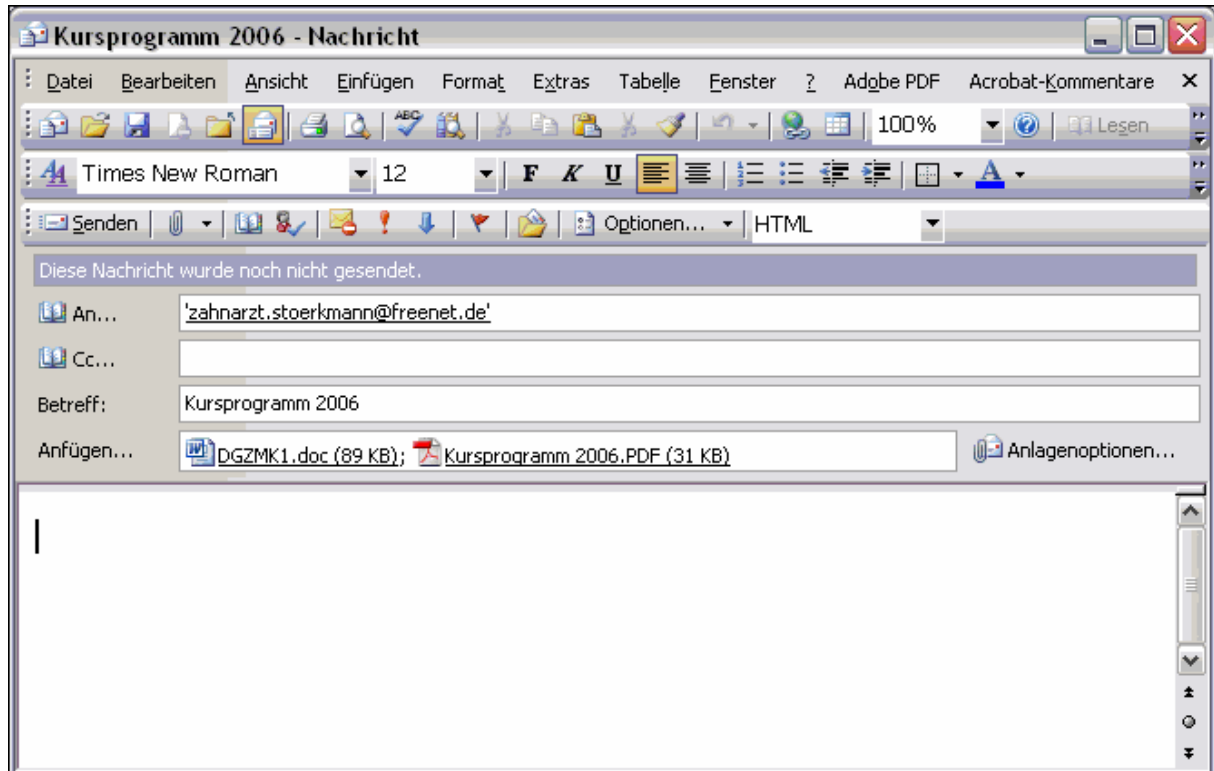 Kursprogramm 2006 - Nachricht
Datei Bearbeiten Ansicht Einfügen Format Extras Tabelle Fenster ? Adobe PDF Acrobat-Kommentare
ABC 100% Lesen
Times New Roman 12 F K U A
Senden Optionen... HTML
Diese Nachricht wurde noch nicht gesendet.
An... 'zahnarzt.stoerkmann@freenet.de'
Cc...
Betreff: Kursprogramm 2006
Anfügen... DGZMK1.doc (89 KB); Kursprogramm 2006.PDF (31 KB) Anlagenoptionen...